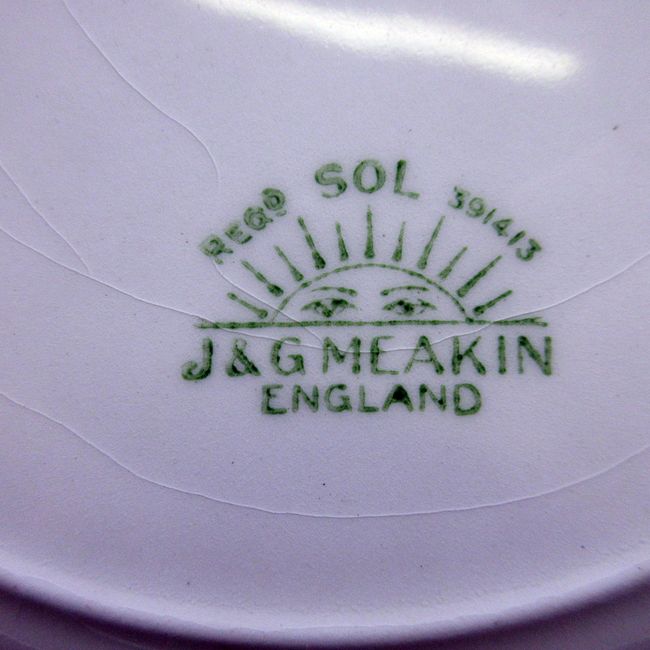 REGD SOL 391413
J & G MEAKIN
ENGLAND